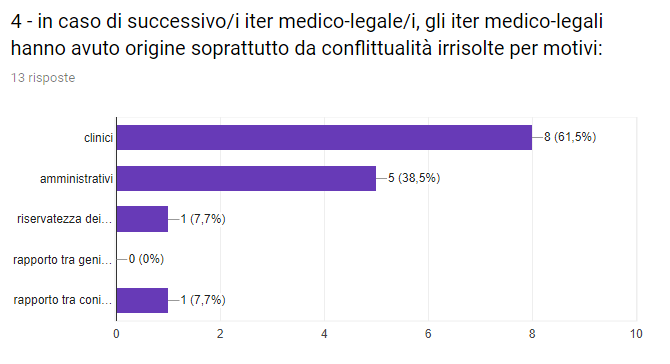 4 - in caso di successivo/i iter medico-legale/i, gli iter medico-legali
hanno avuto origine soprattutto da conflittualità irrisolte per motivi:
13 risposte
clinici 8 (61,5%)
amministrativi 5 (38,5%)
riservatezza dei... 1 (7,7%)
rapporto tra geni... 0 (0%)
rapporto tra coni... 1 (7,7%)
0 2 4 6 8 10